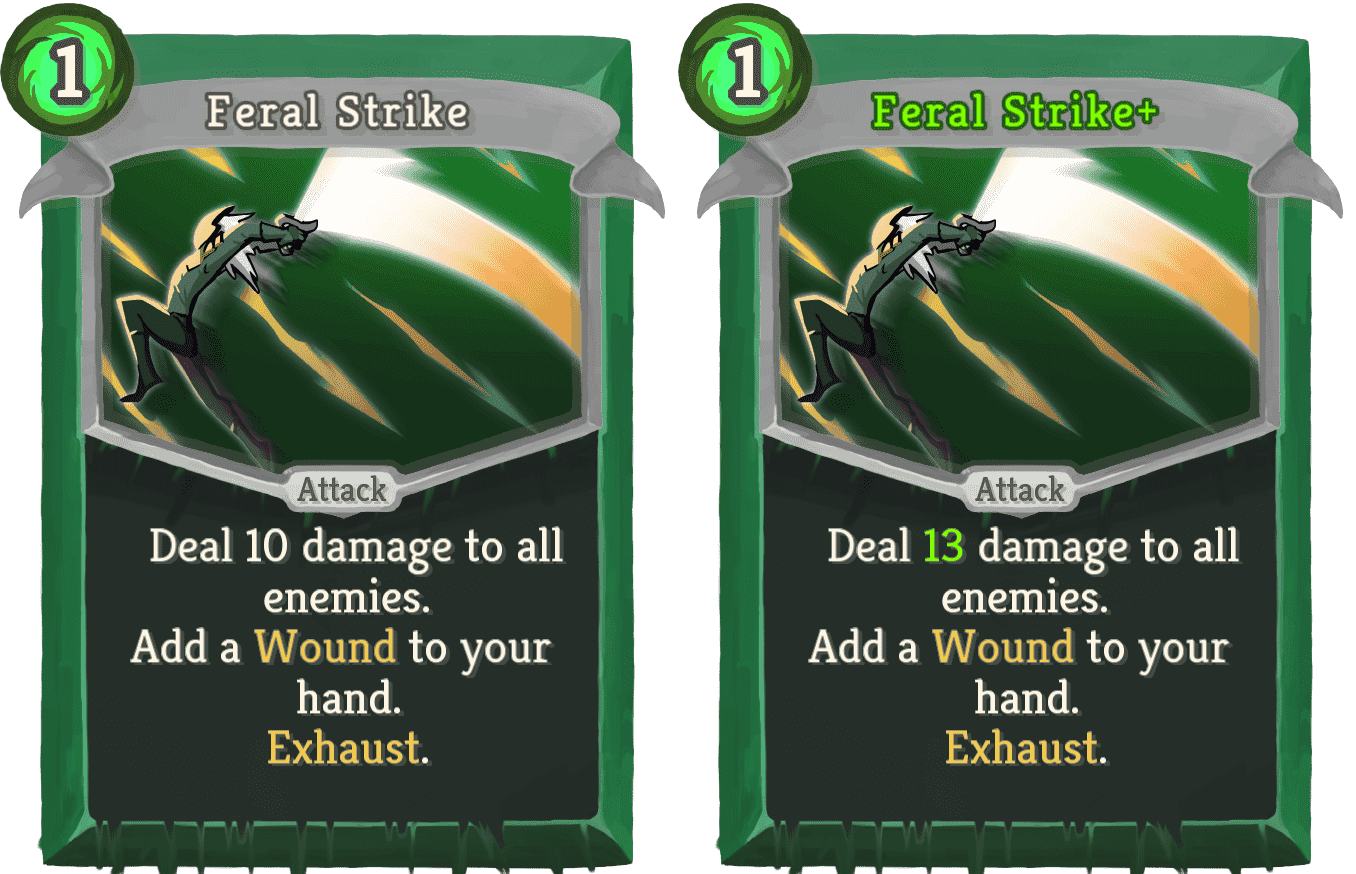 1
Feral Strike
Attack
Deal 10 damage to all
enemies.
Add a Wound to your
hand.
Exhaust.
1
Feral Strike+
Attack
Deal 13 damage to all
enemies.
Add a Wound to your
hand.
Exhaust.